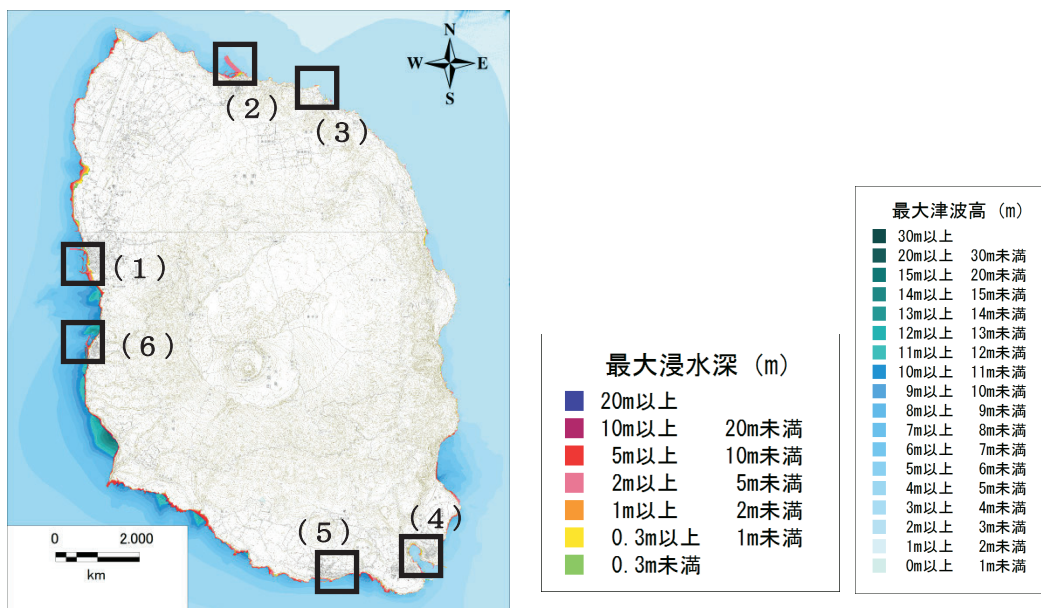 N
W E
S
(2)
(3)
(1)
(6)
(4)
(5)
0 2.000
km
最大浸水深 (m)
20m以上
10m以上 20m未満
5m以上 10m未満
2m以上 5m未満
1m以上 2m未満
0.3m以上 1m未満
0.3m未満
最大津波高 (m)
30m以上
20m以上 30m未満
15m以上 20m未満
14m以上 15m未満
13m以上 14m未満
12m以上 13m未満
11m以上 12m未満
10m以上 11m未満
9m以上 10m未満
8m以上 9m未満
7m以上 8m未満
6m以上 7m未満
5m以上 6m未満
4m以上 5m未満
3m以上 4m未満
2m以上 3m未満
1m以上 2m未満
0m以上 1m未満